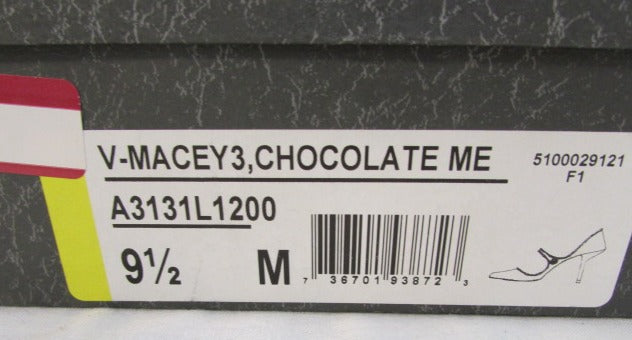 V-MACEY3,CHOCOLATE ME
5100029121
F1
A3131L1200
9½ M
7 36701 93872 3